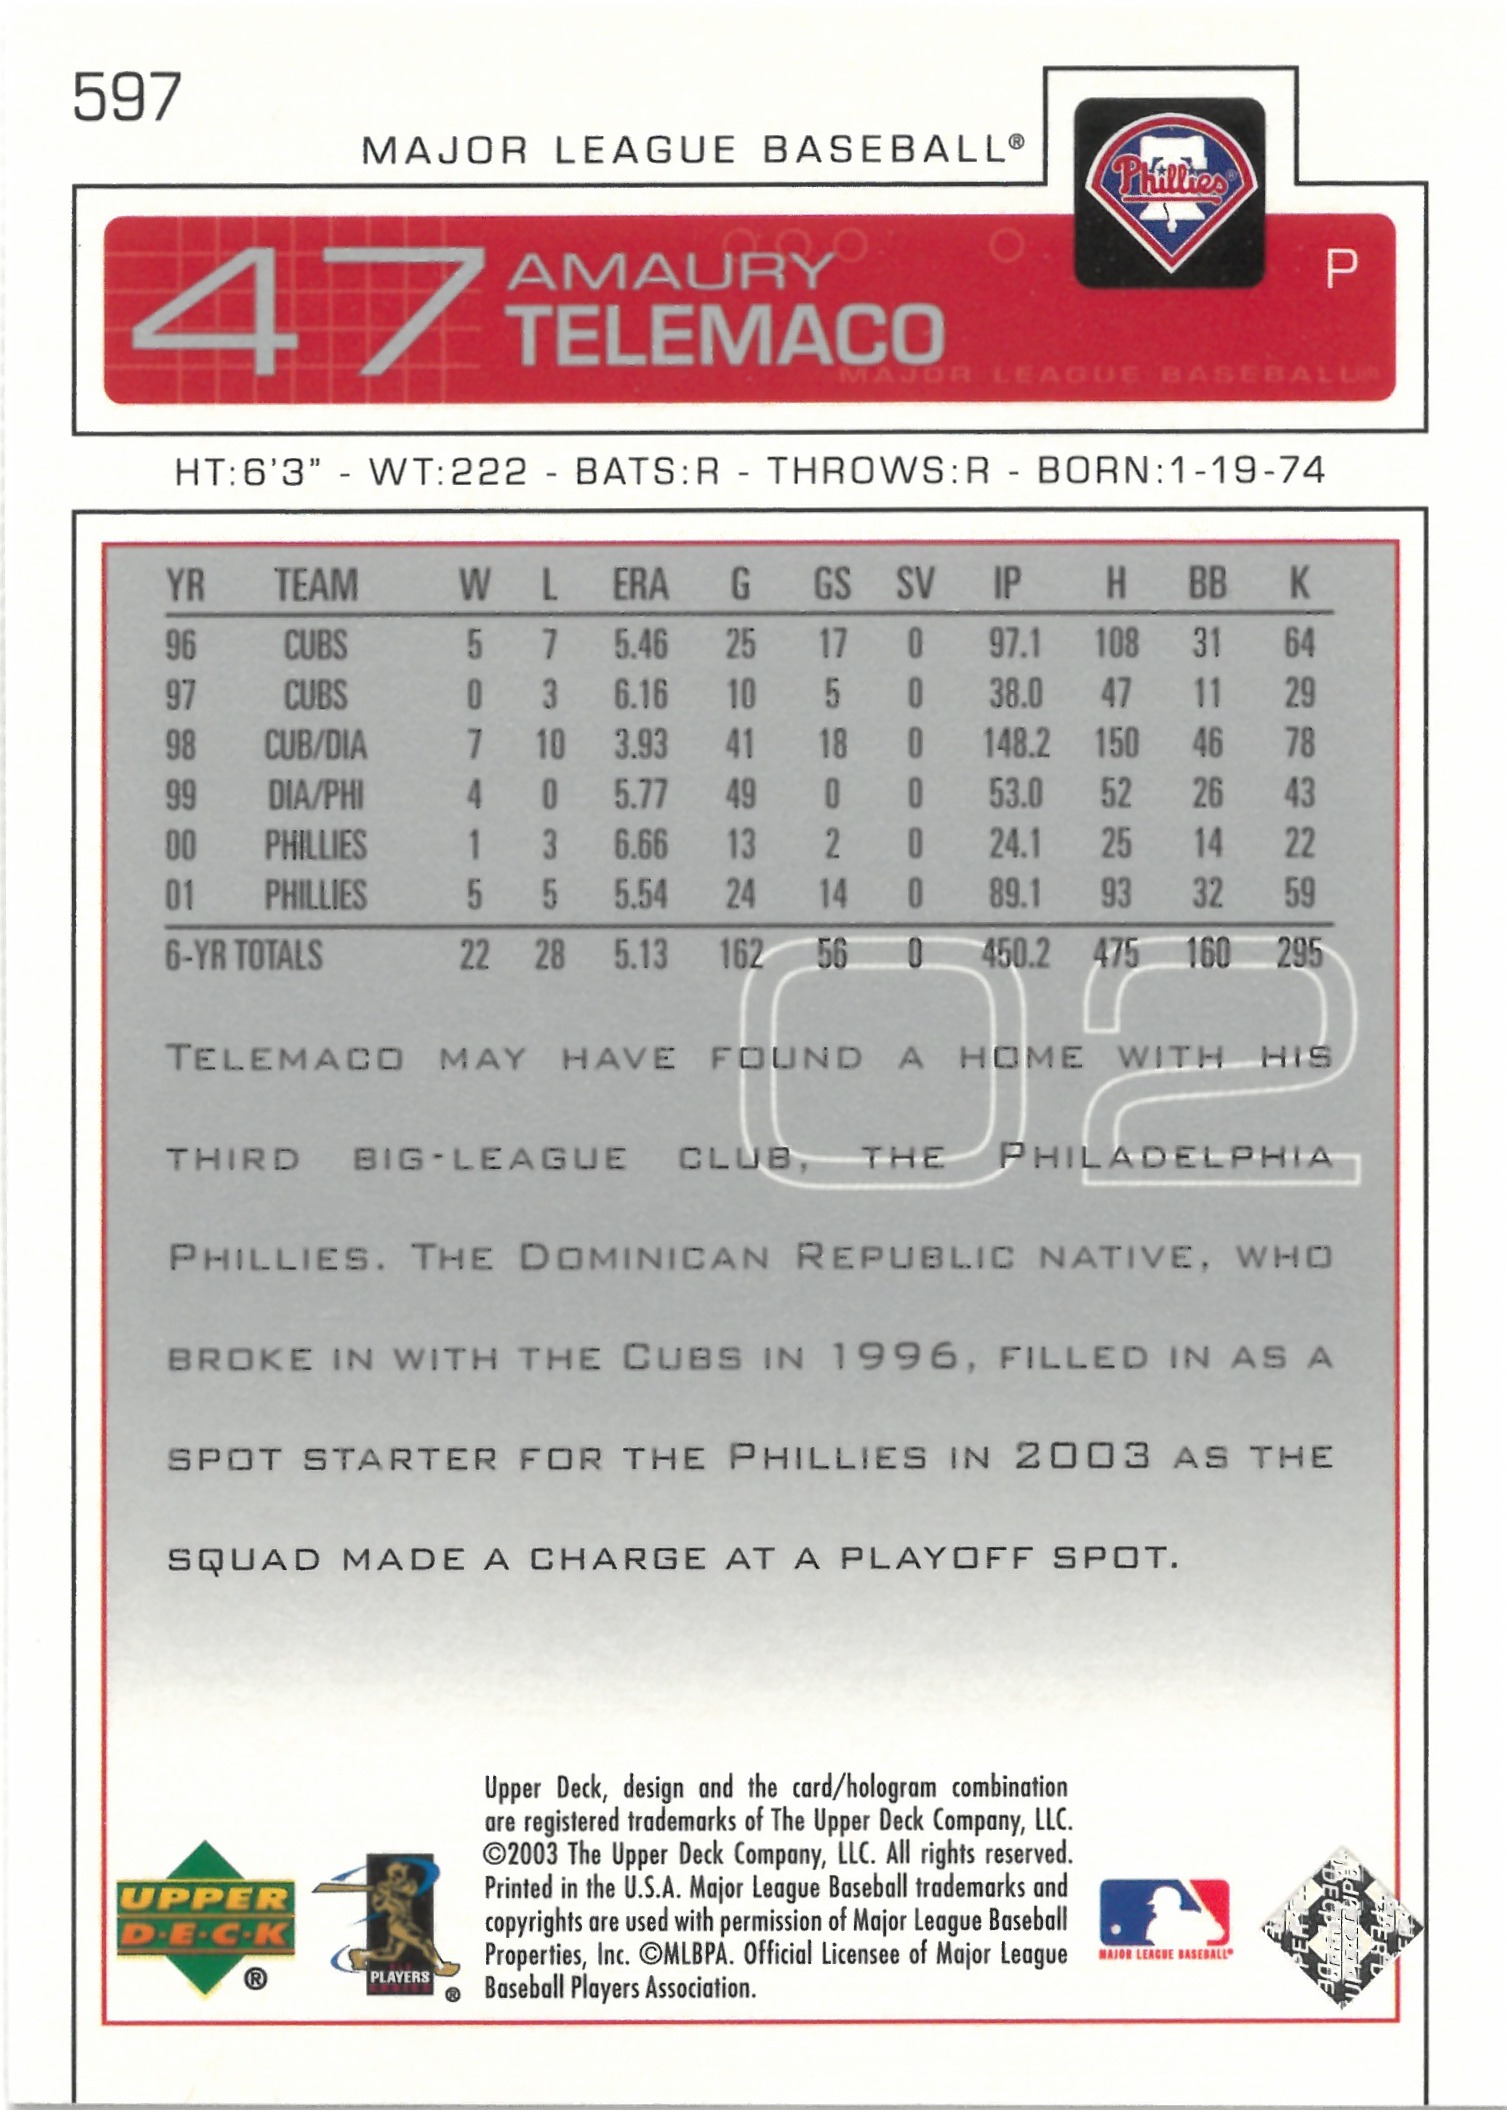 597
MAJOR LEAGUE BASEBALL®
Phillies®
47 AMAURY
TELEMACO
P
MAJOR LEAGUE BASEBALL®
HT:6'3" - WT:222 - BATS:R - THROWS:R - BORN:1-19-74
YR TEAM W L ERA G GS SV IP H BB K
96 CUBS 5 7 5.46 25 17 0 97.1 108 31 64
97 CUBS 0 3 6.16 10 5 0 38.0 47 11 29
98 CUB/DIA 7 10 3.93 41 18 0 148.2 150 46 78
99 DIA/PHI 4 0 5.77 49 0 0 53.0 52 26 43
00 PHILLIES 1 3 6.66 13 2 0 24.1 25 14 22
01 PHILLIES 5 5 5.54 24 14 0 89.1 93 32 59
6-YR TOTALS 22 28 5.13 162 56 0 450.2 475 160 295
02
TELEMACO MAY HAVE FOUND A HOME WITH HIS
THIRD BIG-LEAGUE CLUB, THE PHILADELPHIA
PHILLIES. THE DOMINICAN REPUBLIC NATIVE, WHO
BROKE IN WITH THE CUBS IN 1996, FILLED IN AS A
SPOT STARTER FOR THE PHILLIES IN 2003 AS THE
SQUAD MADE A CHARGE AT A PLAYOFF SPOT.
Upper Deck, design and the card/hologram combination
are registered trademarks of The Upper Deck Company, LLC.
©2003 The Upper Deck Company, LLC. All rights reserved.
Printed in the U.S.A. Major League Baseball trademarks and
copyrights are used with permission of Major League Baseball
Properties, Inc. ©MLBPA. Official Licensee of Major League
Baseball Players Association.
UPPER
D·E·C·K
®
PLAYERS
®
MAJOR LEAGUE BASEBALL®